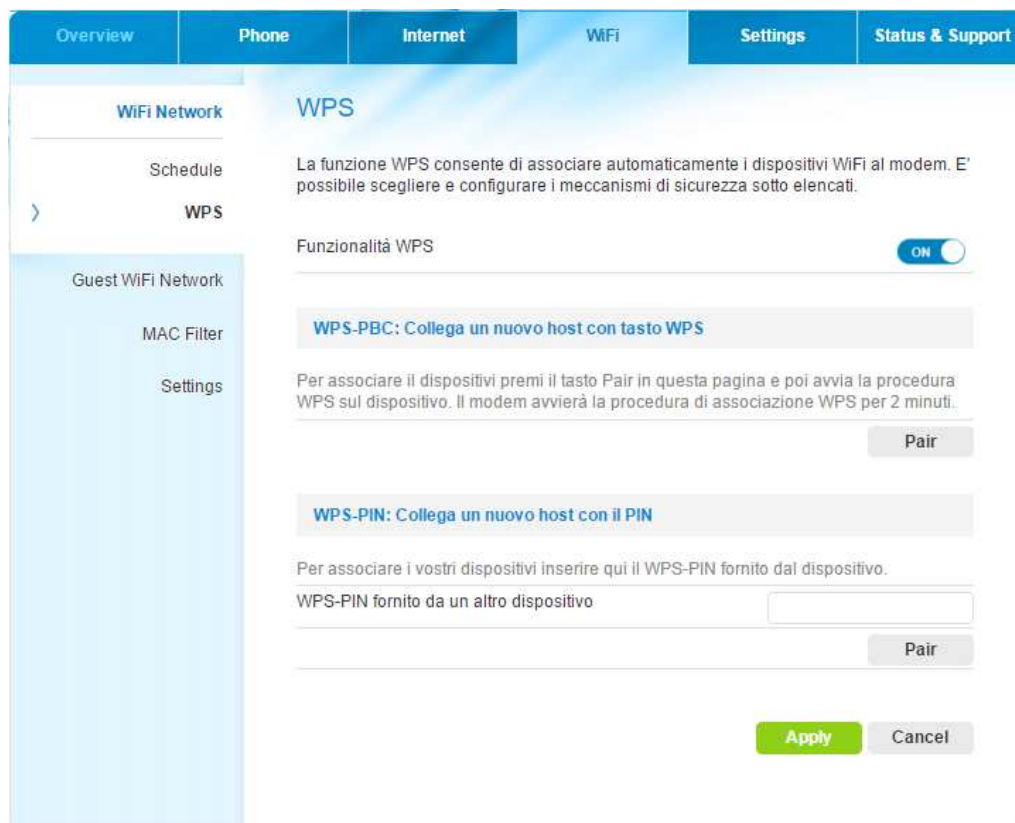 Overview
Phone
Internet
WiFi
Settings
Status & Support
WiFi Network
Schedule
WPS
Guest WiFi Network
MAC Filter
Settings
WPS
La funzione WPS consente di associare automaticamente i dispositivi WiFi al modem. E'
possibile scegliere e configurare i meccanismi di sicurezza sotto elencati.
Funzionalità WPS
ON
WPS-PBC: Collega un nuovo host con tasto WPS
Per associare il dispositivi premi il tasto Pair in questa pagina e poi avvia la procedura
WPS sul dispositivo. Il modem avvierà la procedura di associazione WPS per 2 minuti.
Pair
WPS-PIN: Collega un nuovo host con il PIN
Per associare i vostri dispositivi inserire qui il WPS-PIN fornito dal dispositivo.
WPS-PIN fornito da un altro dispositivo
Pair
Apply
Cancel